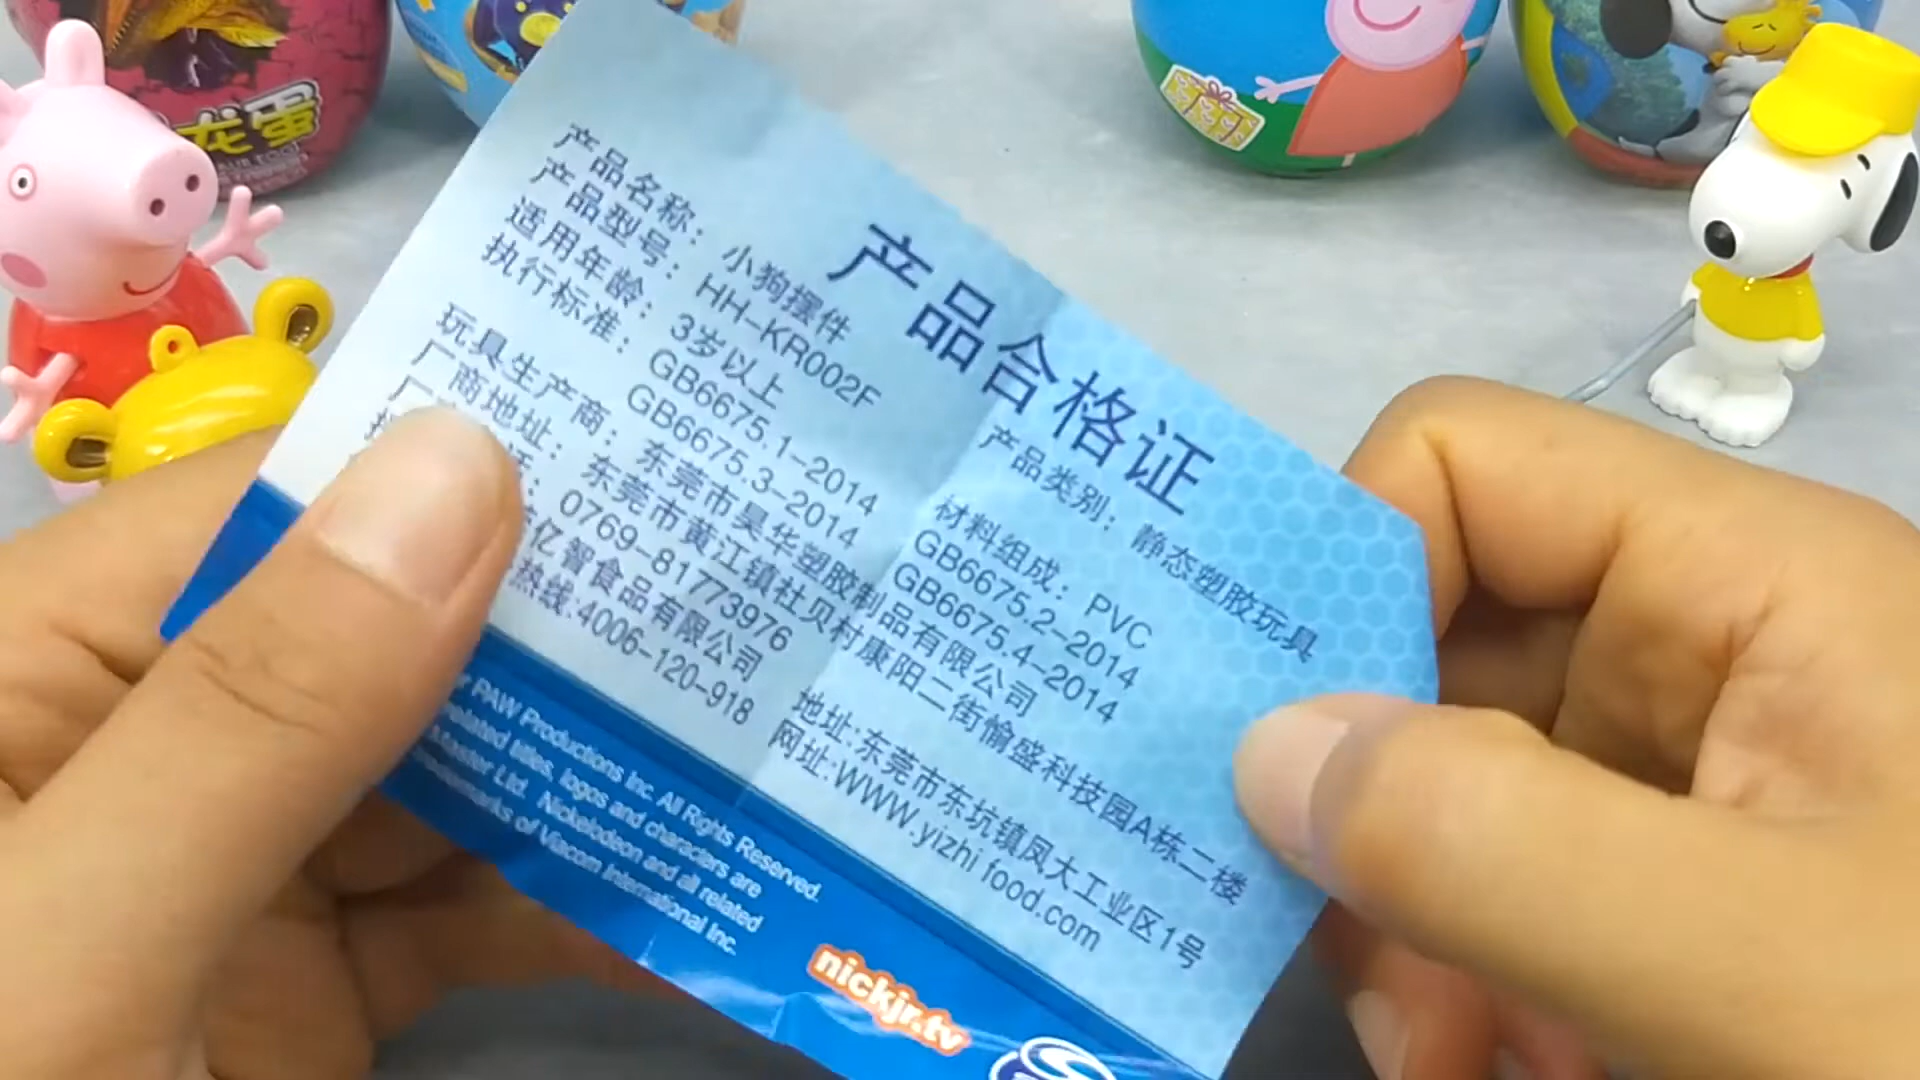 龙蛋
产品合格证
产品名称：小狗摆件
产品型号：HH-KR002F
适用年龄：3岁以上
产品类别：静态塑胶玩具
执行标准：GB6675.1-2014
材料组成：PVC
GB6675.2-2014
GB6675.3-2014
GB6675.4-2014
玩具生产商：东莞市昊华塑胶制品有限公司
厂商地址：东莞市黄江镇社贝村康阳二街愉盛科技园A栋二楼
0769-81773976
亿智食品有限公司
地址:东莞市东坑镇凤大工业区1号
热线:4006-120-918
网址:WWW.yizhi food.com
PAW Productions Inc. All Rights Reserved.
related titles, logos and characters are
Master Ltd. Nickelodeon and all related
of Viacom International Inc.
nickjr.tv